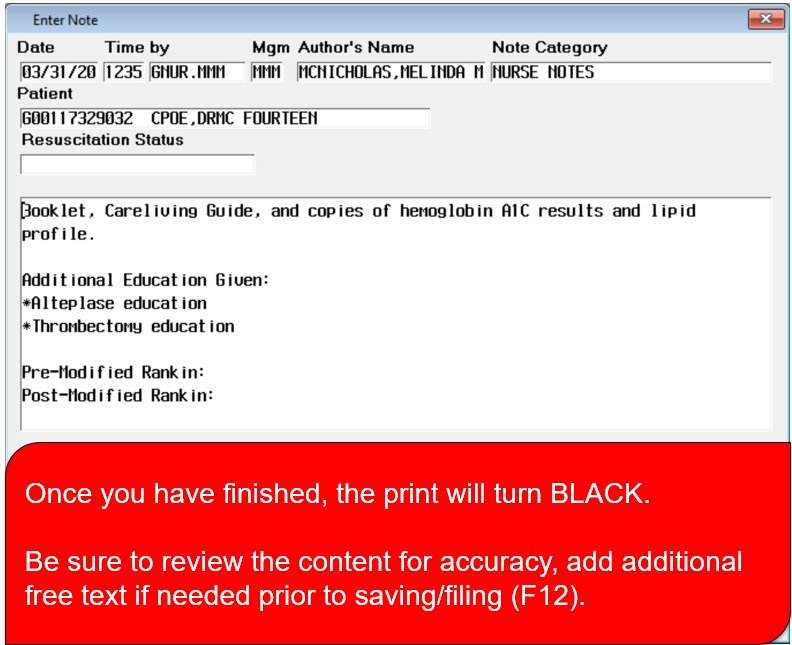 Enter Note
Date Time by Mgm Author's Name Note Category
03/31/20 1235 GNUR.MMM MMM MCNICHOLAS,MELINDA M NURSE NOTES
Patient
G00117329032 CPOE,DRMC FOURTEEN
Resuscitation Status
Booklet, Careliving Guide, and copies of hemoglobin A1C results and lipid
profile.
Additional Education Given:
*Alteplase education
*Thrombectomy education
Pre-Modified Rankin:
Post-Modified Rankin:
Once you have finished, the print will turn BLACK.
Be sure to review the content for accuracy, add additional
free text if needed prior to saving/filing (F12).